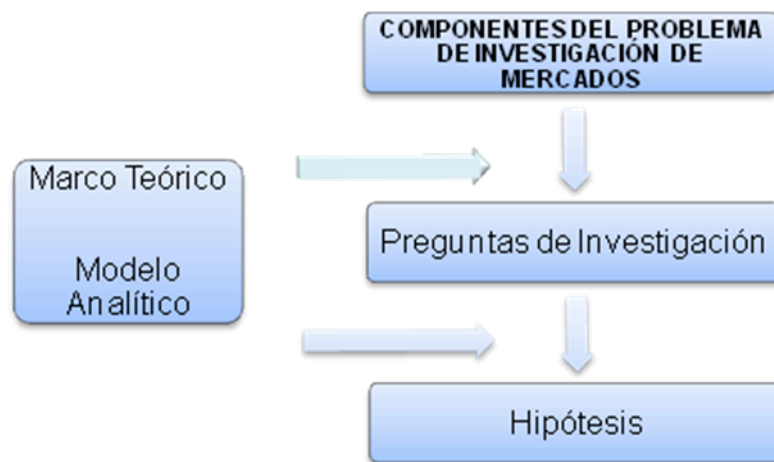 COMPONENTES DEL PROBLEMA
DE INVESTIGACIÓN DE
MERCADOS
Marco Teórico
Modelo
Analítico
Preguntas de Investigación
Hipótesis